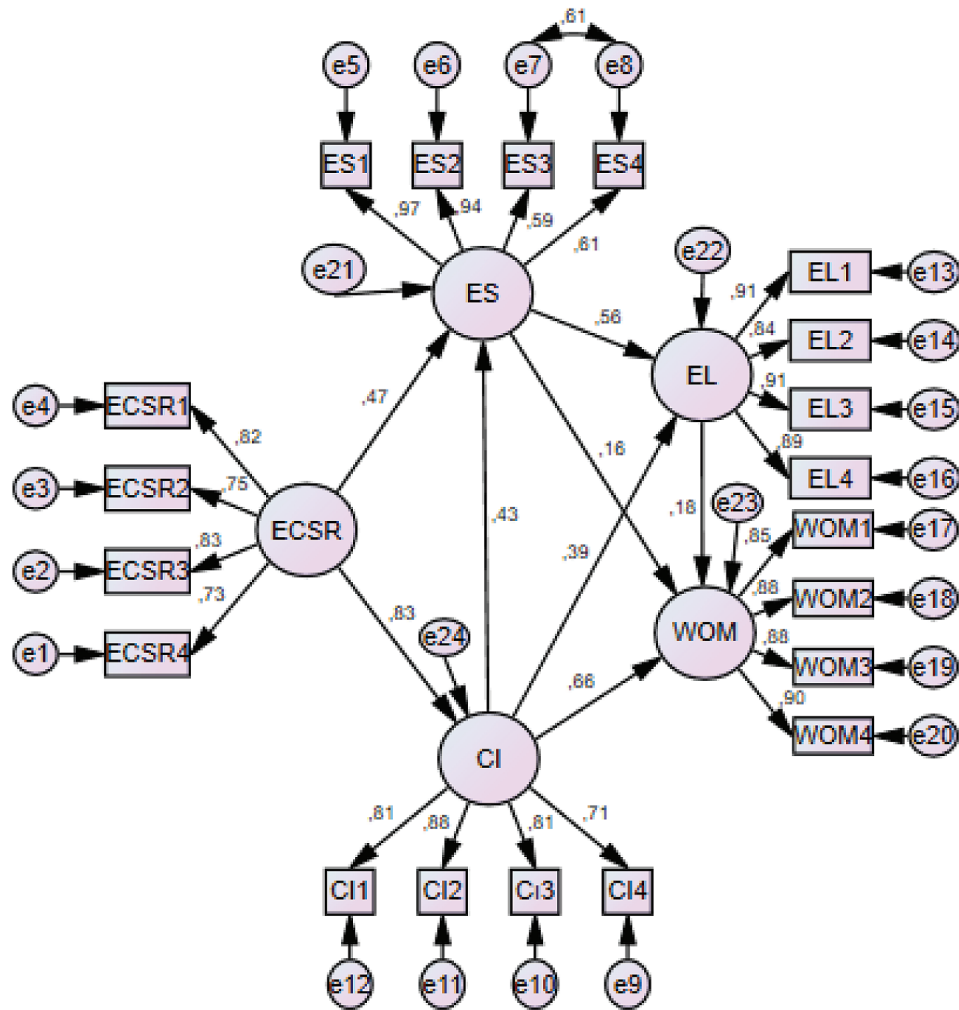 ,61
e5 e6 e7 e8
ES1 ES2 ES3 ES4
,97 ,94 ,59 ,61
e21 ES e22
EL1 e13
,91
,56 ,84 EL2 e14
EL
,91 EL3 e15
e4 ECSR1 ,47
,82 ,89
,16 EL4 e16
e3 ECSR2 ,75
,43 ,18 e23
ECSR ,85 WOM1 e17
,83 ,39
e2 ECSR3 ,88 WOM2 e18
,73 ,83 e24 WOM
,88 WOM3 e19
e1 ECSR4 ,66
,90
WOM4 e20
CI
,81 ,88 ,81 ,71
CI1 CI2 Cı3 CI4
e12 e11 e10 e9